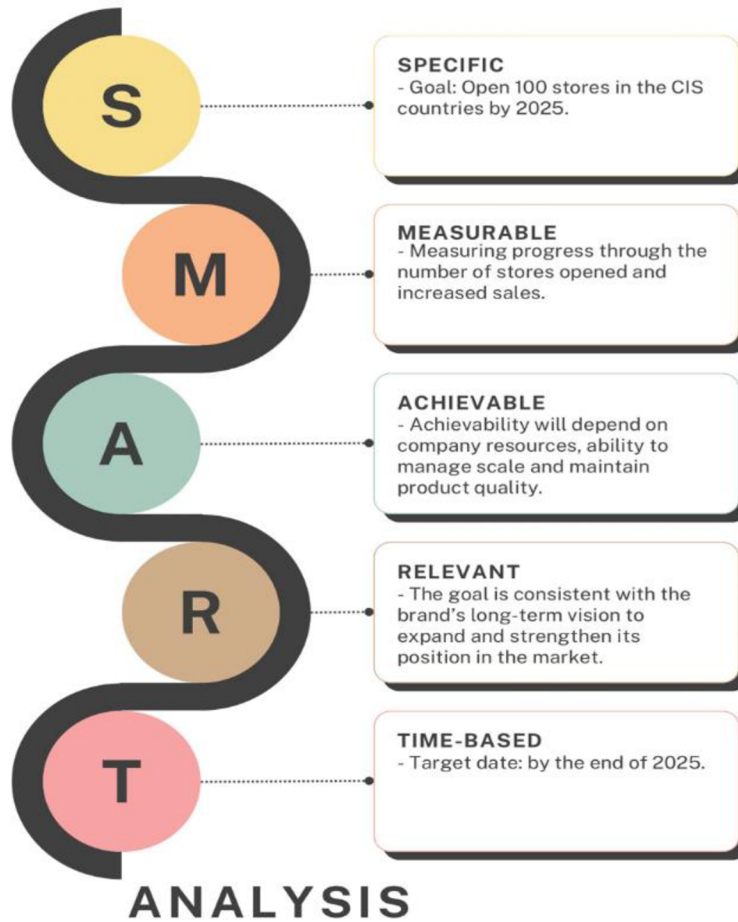 S
SPECIFIC
- Goal: Open 100 stores in the CIS
countries by 2025.
M
MEASURABLE
- Measuring progress through the
number of stores opened and
increased sales.
A
ACHIEVABLE
- Achievability will depend on
company resources, ability to
manage scale and maintain
product quality.
R
RELEVANT
- The goal is consistent with the
brand’s long-term vision to
expand and strengthen its
position in the market.
T
TIME-BASED
- Target date: by the end of 2025.
ANALYSIS